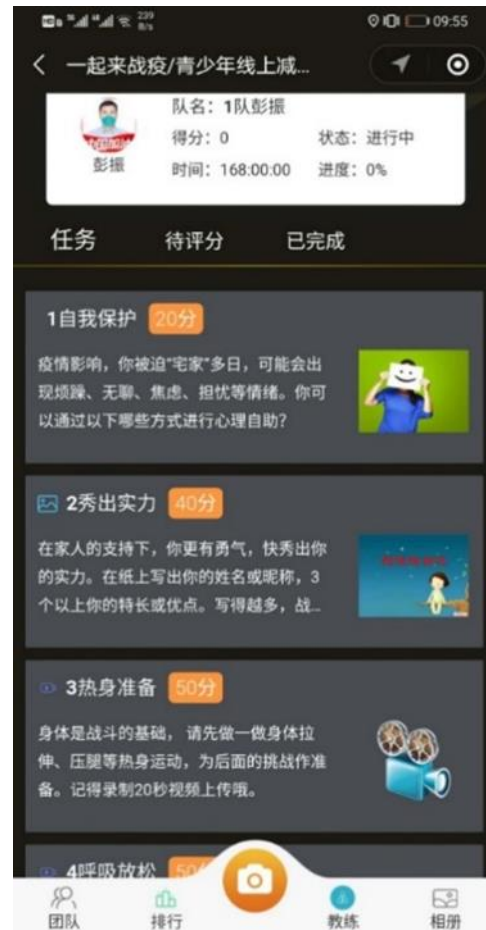 239
B/s
09:55
一起来战疫/青少年线上减...
队名：1队彭振
得分：0 状态：进行中
彭振
时间：168:00:00 进度：0%
任务 待评分 已完成
1自我保护 20分
疫情影响，你被迫“宅家”多日，可能会出
现烦躁、无聊、焦虑、担忧等情绪。你可
以通过以下哪些方式进行心理自助？
2秀出实力 40分
在家人的支持下，你更有勇气，快秀出你
的实力。在纸上写出你的姓名或昵称，3
个以上你的特长或优点。写得越多，战...
3热身准备 50分
身体是战斗的基础， 请先做一做身体拉
伸、压腿等热身运动，为后面的挑战作准
备。记得录制20秒视频上传哦。
4呼吸放松
团队 排行 教练 相册